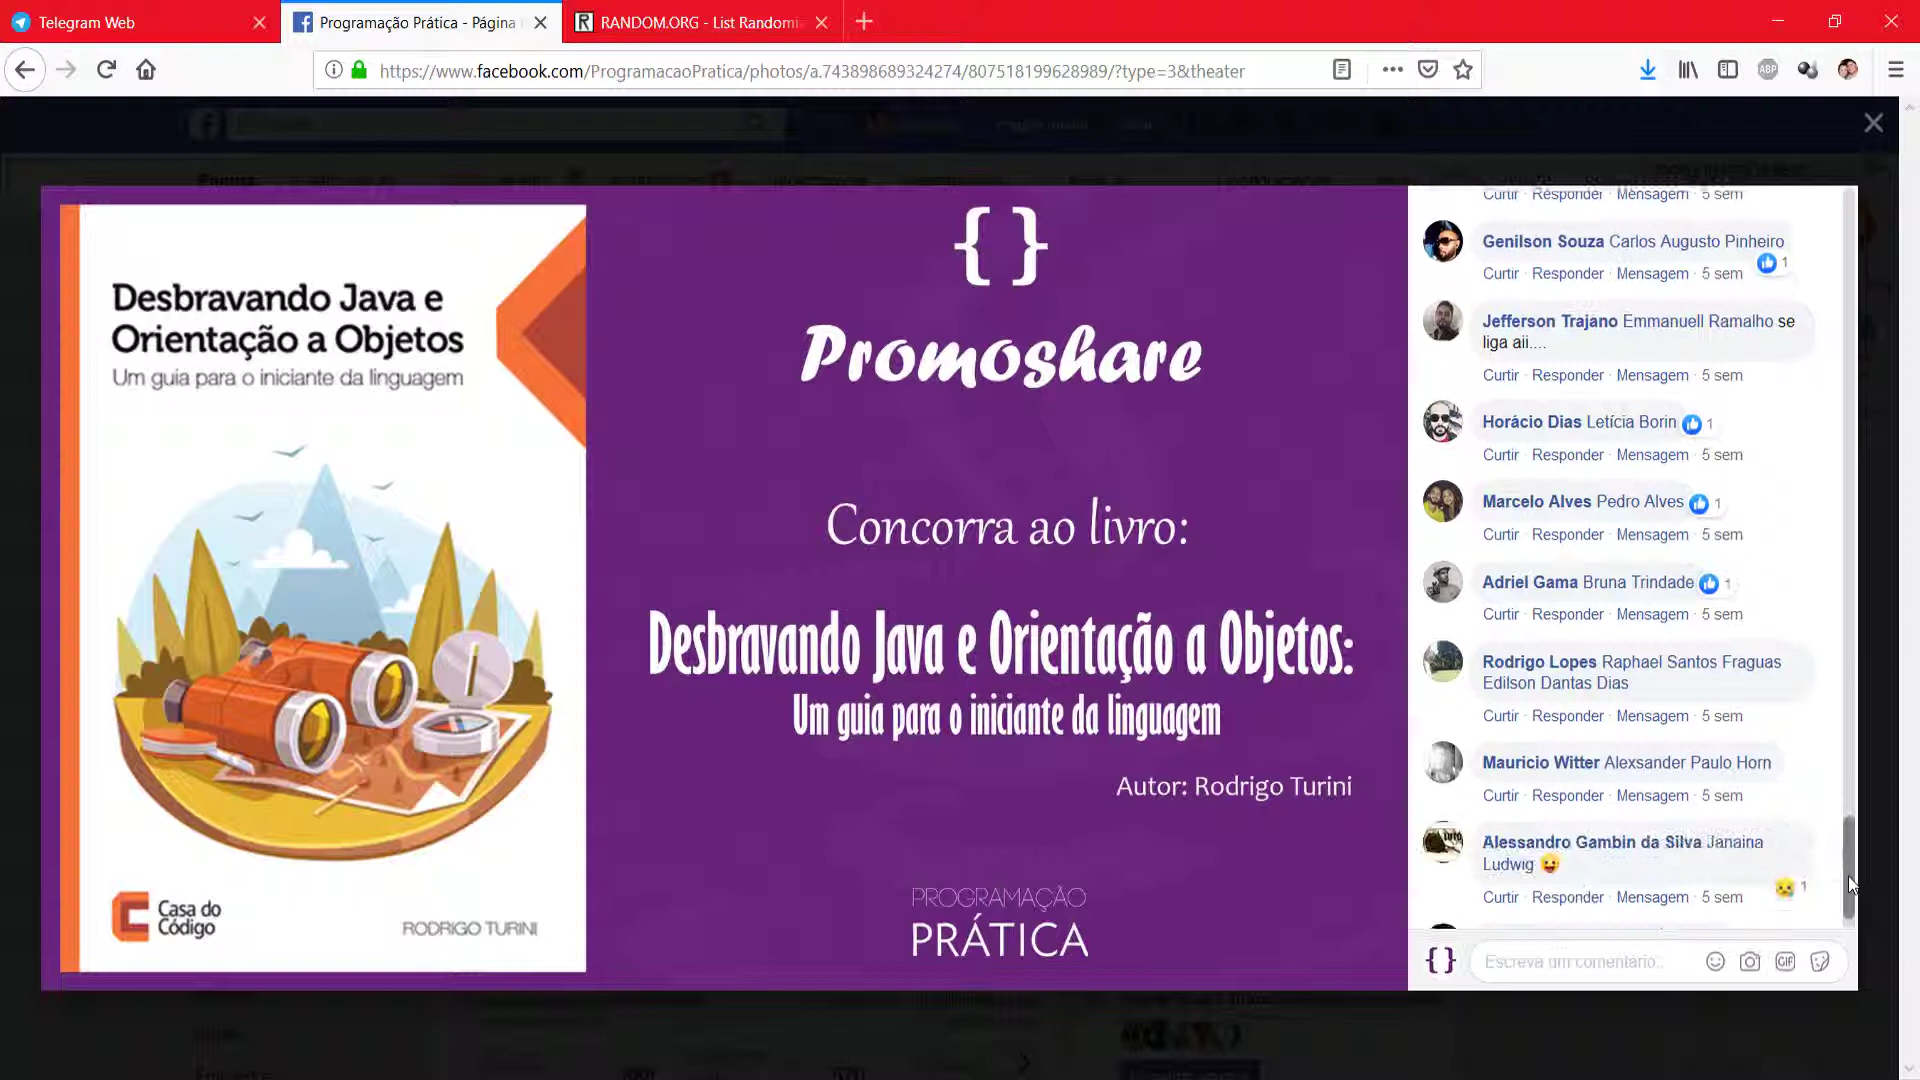 Telegram Web
Programação Prática - Página
RANDOM.ORG - List Randomi
https://www.facebook.com/ProgramacaoPratica/photos/a.743898689324274/807518199628989/?type=3&theater
ABP
Desbravando Java e
Orientação a Objetos
Um guia para o iniciante da linguagem
Casa do
Código
RODRIGO TURINI
{ }
Promoshare
Concorra ao livro:
Desbravando Java e Orientação a Objetos:
Um guia para o iniciante da linguagem
Autor: Rodrigo Turini
PROGRAMAÇÃO
PRÁTICA
Curtir · Responder · Mensagem · 5 sem
Genilson Souza Carlos Augusto Pinheiro
1
Curtir · Responder · Mensagem · 5 sem
Jefferson Trajano Emmanuell Ramalho se
liga aii....
Curtir · Responder · Mensagem · 5 sem
Horácio Dias Letícia Borin 1
Curtir · Responder · Mensagem · 5 sem
Marcelo Alves Pedro Alves 1
Curtir · Responder · Mensagem · 5 sem
Adriel Gama Bruna Trindade 1
Curtir · Responder · Mensagem · 5 sem
Rodrigo Lopes Raphael Santos Fraguas
Edilson Dantas Dias
Curtir · Responder · Mensagem · 5 sem
Mauricio Witter Alexsander Paulo Horn
Curtir · Responder · Mensagem · 5 sem
Alessandro Gambin da Silva Janaina
Ludwig 😛
1
Curtir · Responder · Mensagem · 5 sem
{ } Escreva um comentário...
GIF